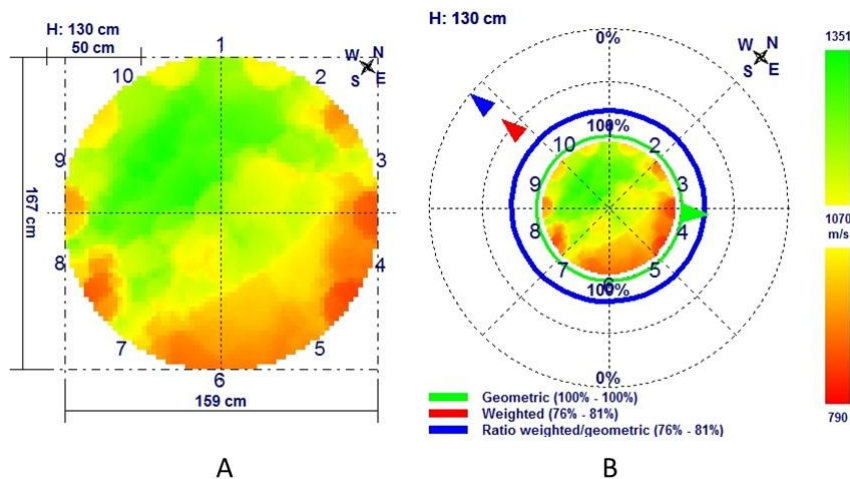 H: 130 cm
50 cm
W N
S E
1
10
2
9
3
8
4
7
5
6
167 cm
159 cm
A
H: 130 cm
0%
W N
S E
100%
10
2
9
3
8
4
7
5
6
100%
0%
Geometric (100% - 100%)
Weighted (76% - 81%)
Ratio weighted/geometric (76% - 81%)
B
1351
1070
m/s
790